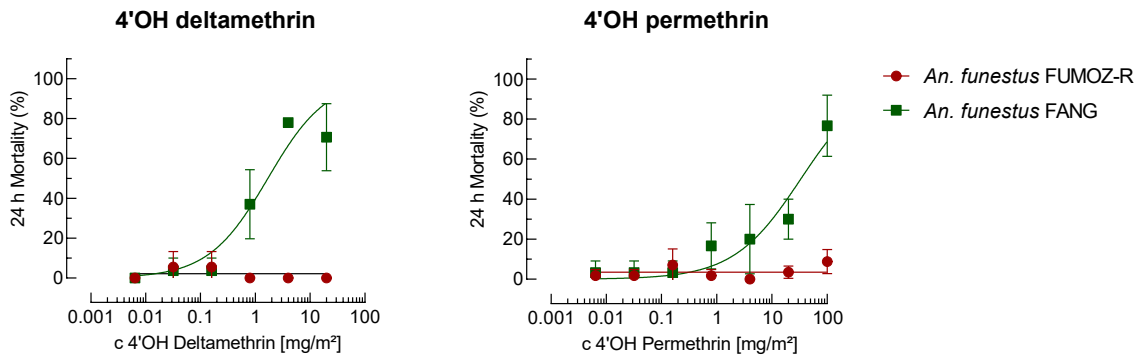 4'OH deltamethrin
24 h Mortality (%)
100
80
60
40
20
0
0.001 0.01 0.1 1 10 100
c 4'OH Deltamethrin [mg/m²]
4'OH permethrin
24 h Mortality (%)
100
80
60
40
20
0
0.001 0.01 0.1 1 10 100
c 4'OH Permethrin [mg/m²]
An. funestus FUMOZ-R
An. funestus FANG